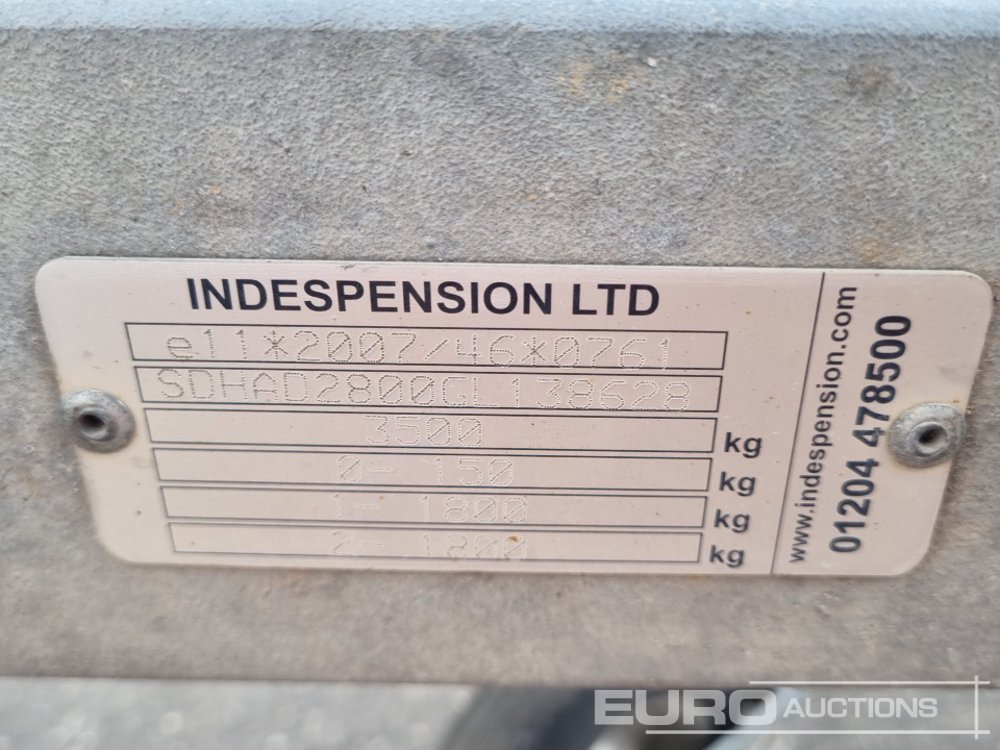 INDESPENSION LTD
e11*2007/46*0761
SDHAD2800GL138628
3500 kg
0- 150 kg
1- 1800 kg
2- 1800 kg
www.indespension.com
01204 478500
EURO AUCTIONS